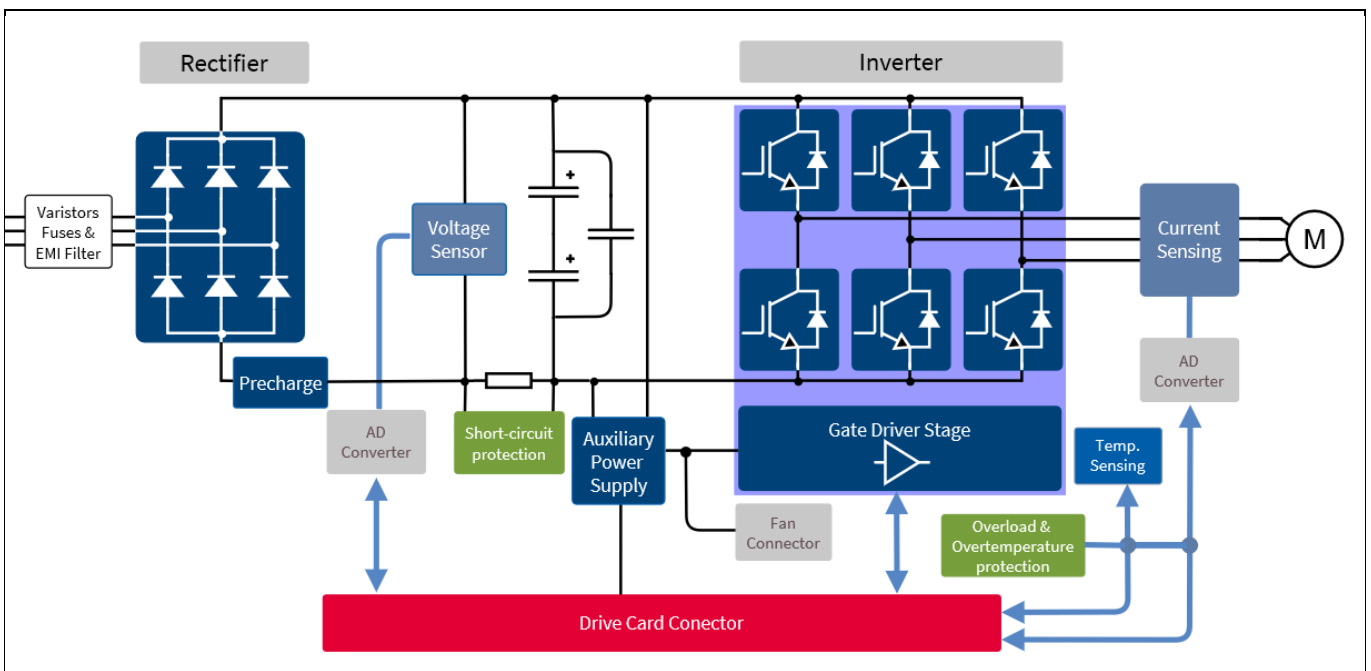 Rectifier
Inverter
Varistors
Fuses &
EMI Filter
Voltage
Sensor
+
+
Current
Sensing
M
Precharge
AD
Converter
Short-circuit
protection
Auxiliary
Power
Supply
Gate Driver Stage
AD
Converter
Temp.
Sensing
Fan
Connector
Overload &
Overtemperature
protection
Drive Card Conector